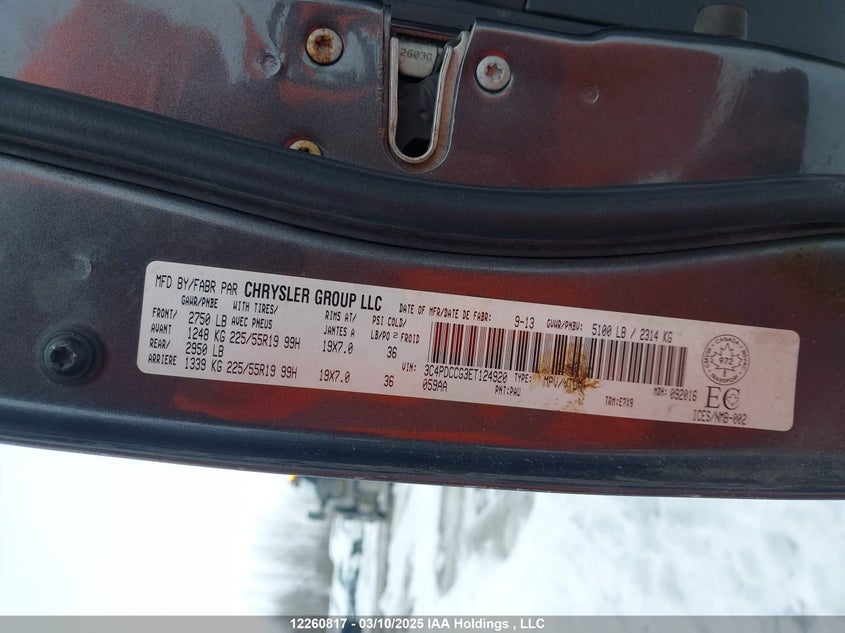 2603G
MFD BY/FABR PAR CHRYSLER GROUP LLC
DATE OF MFR/DATE DE FABR: 9-13 GVWR/PNBV: 5100 LB / 2314 KG
GAWR/PNBE WITH TIRES/ RIMS AT/ PSI COLD/
FRONT/ 2750 LB AVEC PNEUS JANTES A LB/PO 2 FROID
AVANT 1248 KG 225/55R19 99H 19X7.0 36
REAR/ 2950 LB
ARRIERE 1339 KG 225/55R19 99H 19X7.0 36
VIN: 3C4PDCCG3ET124920 TYPE: MPV/ MDH: 092016
059AA PNT:PAU TRM:E7X9
CANADA
972
EC
ICES/NMB-002
12260817 - 03/10/2025 IAA Holdings , LLC